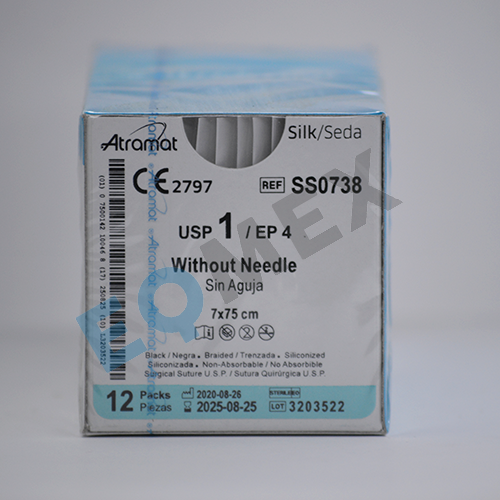 Atramat
Silk/Seda
CE 2797
REF SS0738
USP 1 / EP 4
Without Needle
Sin Aguja
7x75 cm
Black / Negra . Braided / Trenzada . Siliconized
Siliconizada . Non-Absorbable / No Absorbible
Surgical Suture U.S.P. / Sutura Quirúrgica U.S.P.
12 Packs
Piezas
2020-08-26
2025-08-25
LOT 3203522
Atramat
Atramat
EQMEX